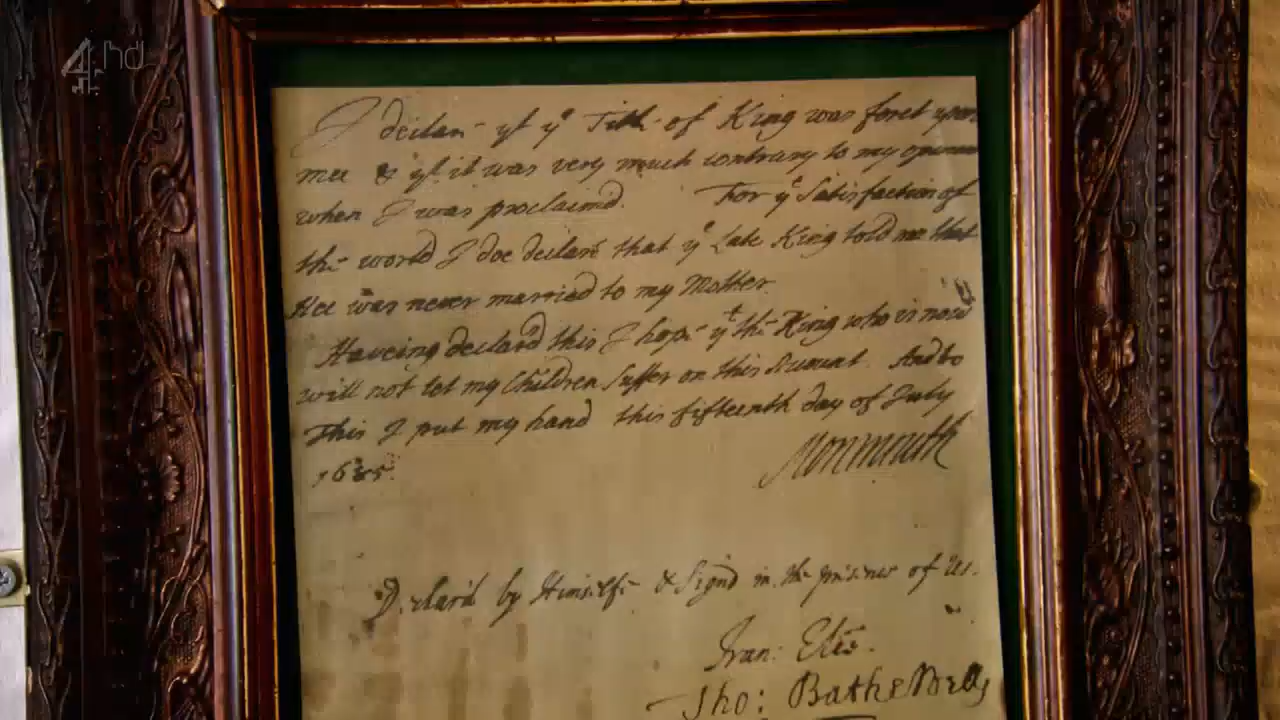 4hd
I declare yt ye Title of King was forct upon
mee & yt it was very much contrary to my opinion
when I was proclaimd. For ye Satisfaction of
the world I doe declare that ye Late King told me that
Hee was never married to my Mother.
Haveing declard this I hope yt the King who is now
will not let my Children Suffer on this Account. And to
This I put my hand this fifteenth day of July
1685.
Monmouth
Declar'd by Himselfe & Sign'd in the presence of Us.
Fran: Elie.
Tho: Bath & Wells